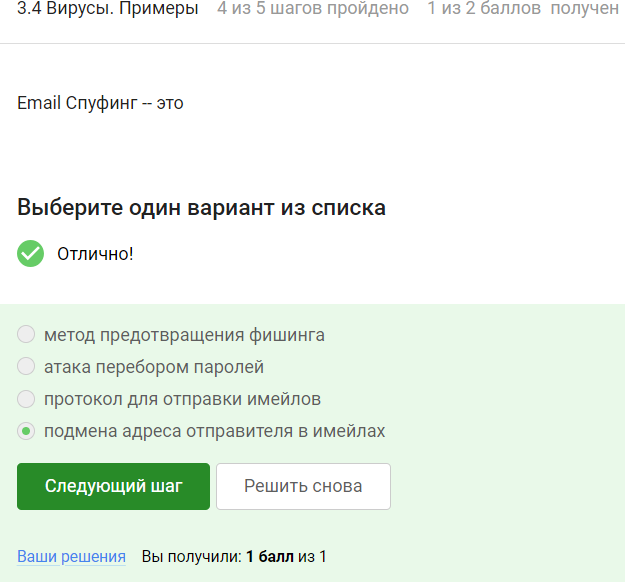 3.4 Вирусы. Примеры 4 из 5 шагов пройдено 1 из 2 баллов получен
Email Спуфинг -- это
Выберите один вариант из списка
Отлично!
метод предотвращения фишинга
атака перебором паролей
протокол для отправки имейлов
подмена адреса отправителя в имейлах
Следующий шаг Решить снова
Ваши решения Вы получили: 1 балл из 1